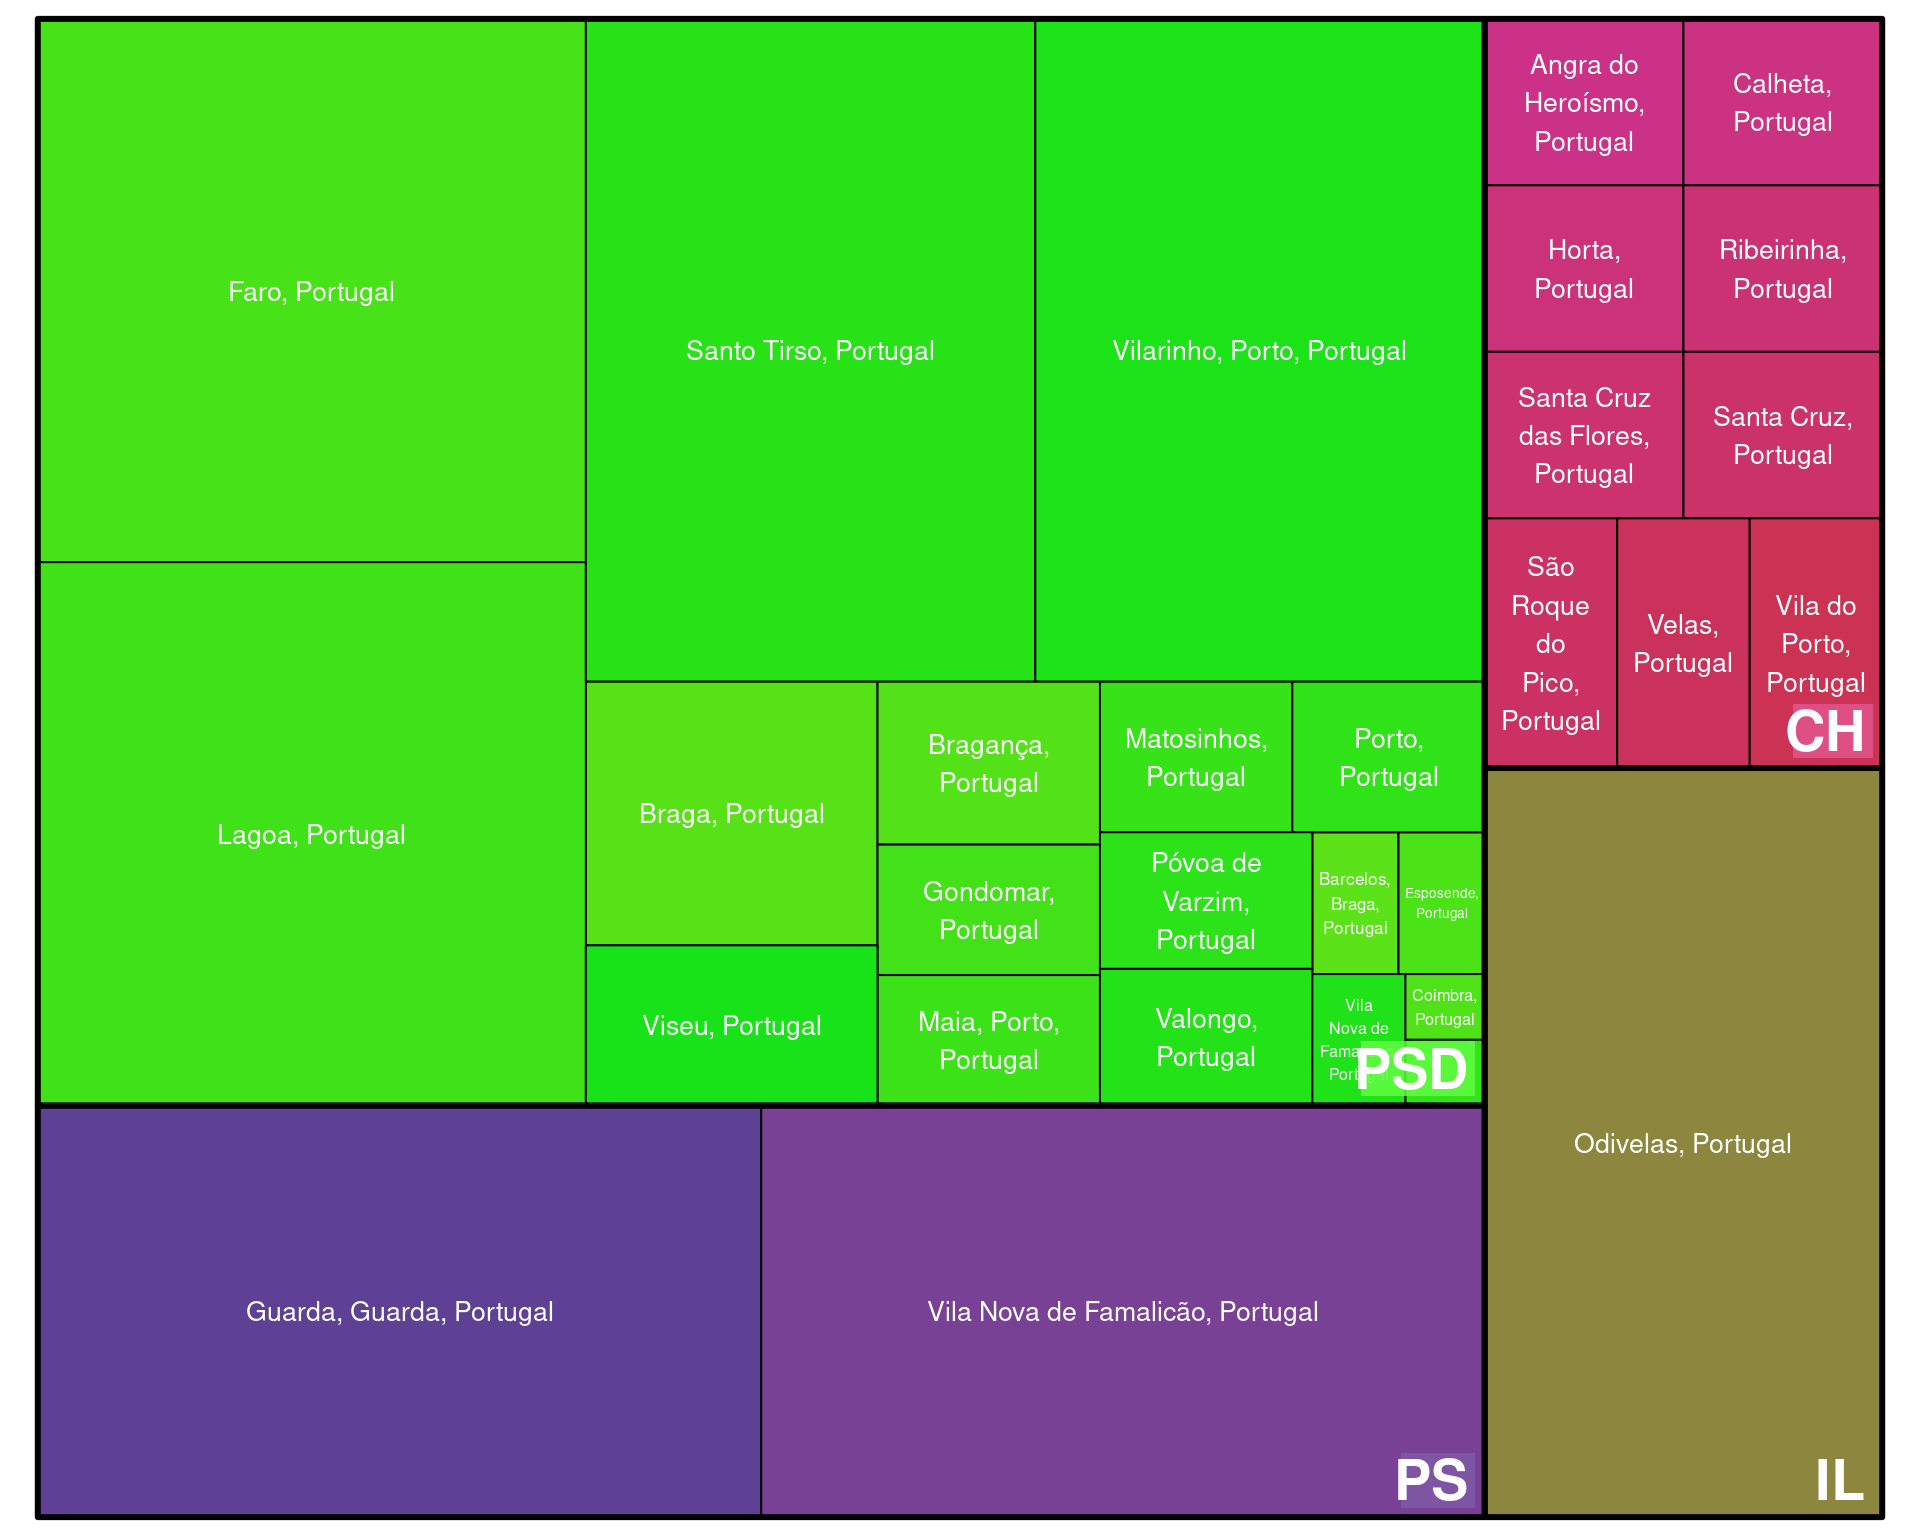 Faro, Portugal
Santo Tirso, Portugal
Vilarinho, Porto, Portugal
Lagoa, Portugal
Braga, Portugal
Bragança,
Portugal
Matosinhos,
Portugal
Porto,
Portugal
Gondomar,
Portugal
Póvoa de
Varzim,
Portugal
Barcelos,
Braga,
Portugal
Esposende,
Portugal
Viseu, Portugal
Maia, Porto,
Portugal
Valongo,
Portugal
Vila
Nova de
Coimbra,
Portugal
PSD
Guarda, Guarda, Portugal
Vila Nova de Famalicão, Portugal
PS
Angra do
Heroísmo,
Portugal
Calheta,
Portugal
Horta,
Portugal
Ribeirinha,
Portugal
Santa Cruz
das Flores,
Portugal
Santa Cruz,
Portugal
São
Roque
do
Pico,
Portugal
Velas,
Portugal
Vila do
Porto,
Portugal
CH
Odivelas, Portugal
IL